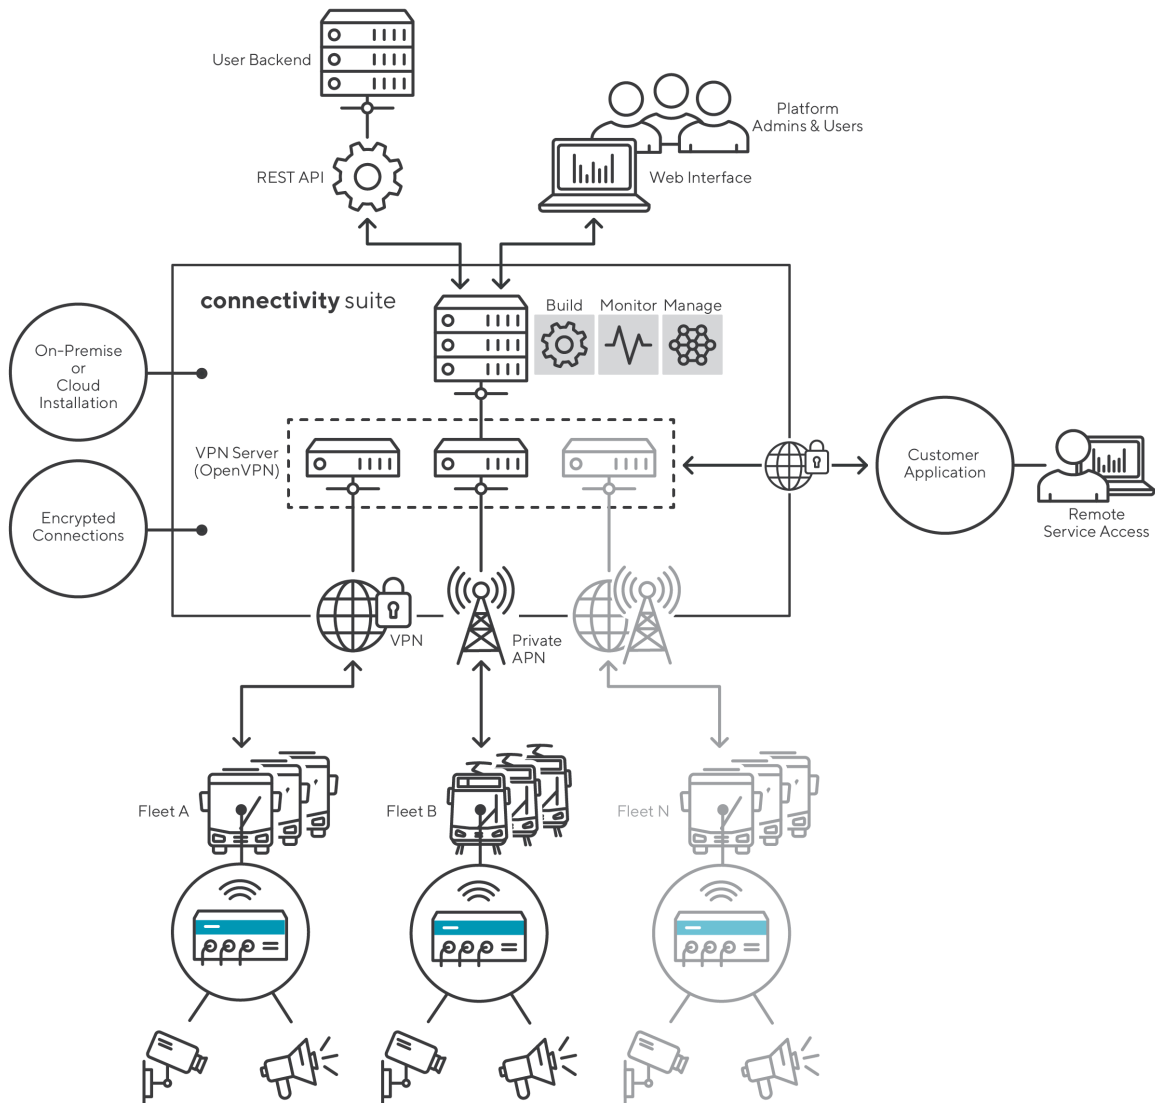 User Backend
Platform
Admins & Users
REST API
Web Interface
connectivity suite
Build
Monitor
Manage
On-Premise
or
Cloud
Installation
VPN Server
(OpenVPN)
Customer
Application
Encrypted
Connections
Remote
Service Access
VPN
Private
APN
Fleet A
Fleet B
Fleet N